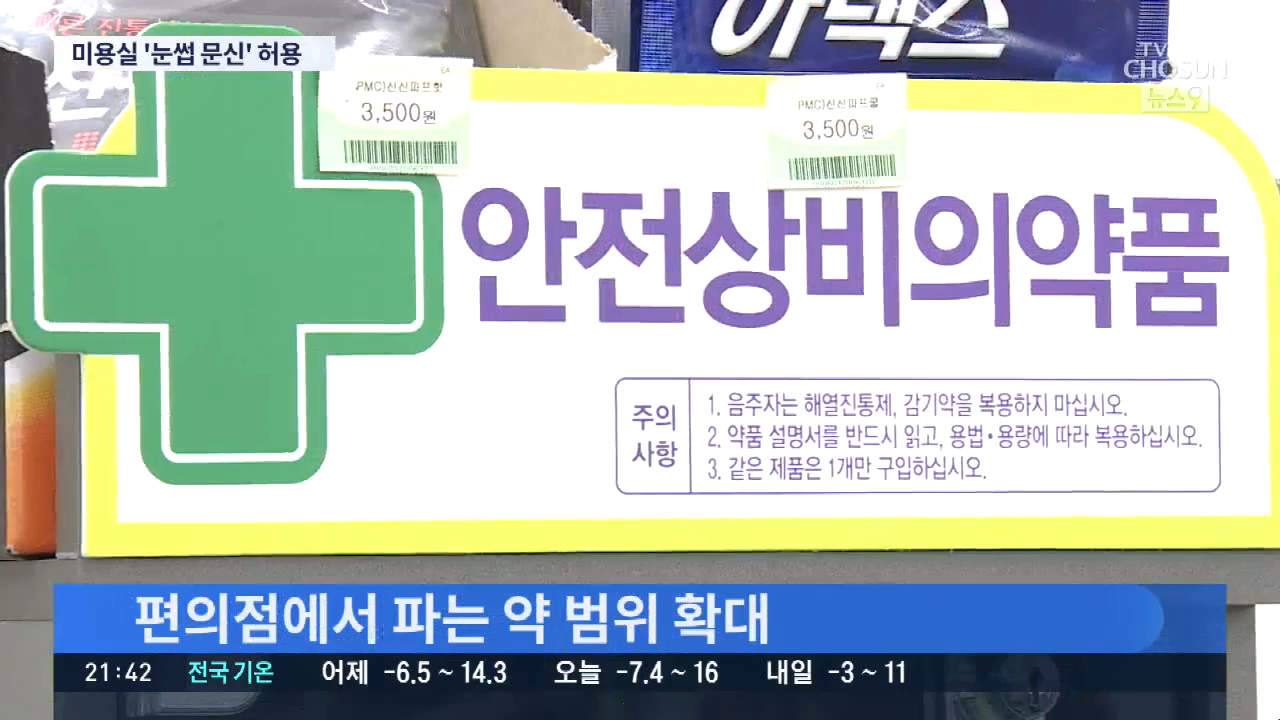 미용실 '눈썹 문신' 허용
아렉스
TV
CHOSUN
뉴스9
EA
PMC)신신파프핫
3,500원
EA
PMC)신신파프쿨
3,500원
안전상비의약품
주의
사항
1. 음주자는 해열진통제, 감기약을 복용하지 마십시오.
2. 약품 설명서를 반드시 읽고, 용법·용량에 따라 복용하십시오.
3. 같은 제품은 1개만 구입하십시오.
편의점에서 파는 약 범위 확대
21:42 전국 기온 어제 -6.5 ~ 14.3 오늘 -7.4 ~ 16 내일 -3 ~ 11